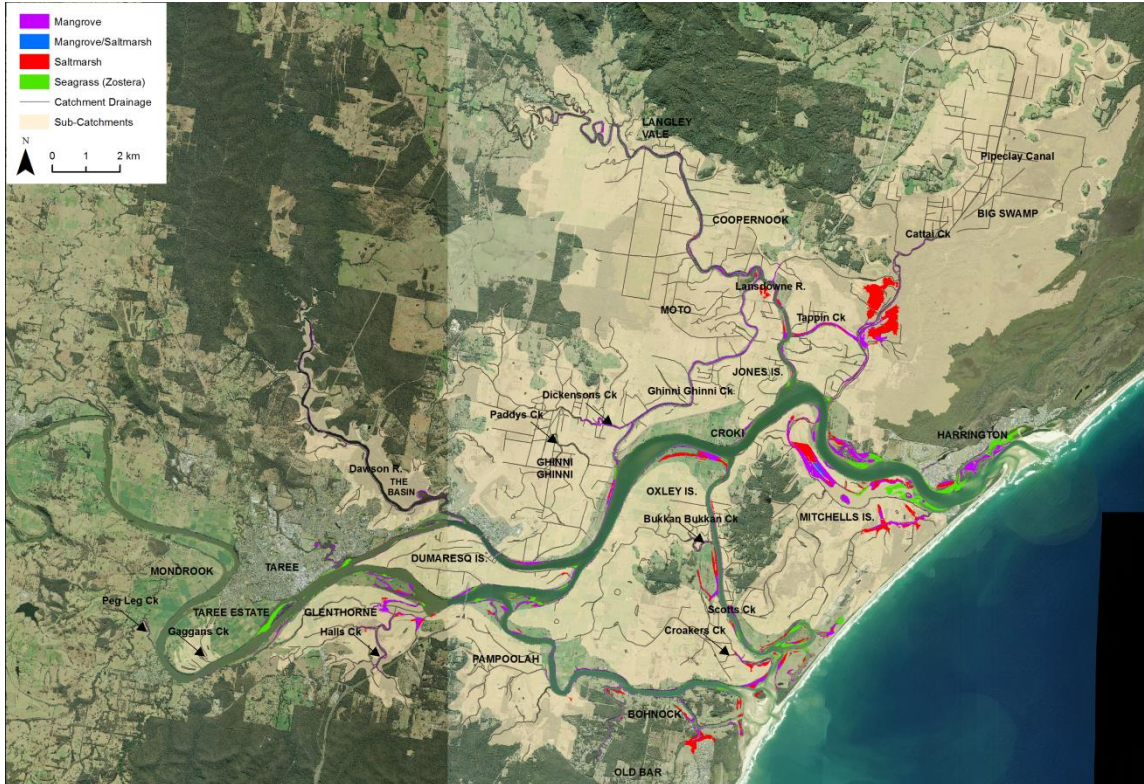 Mangrove
Mangrove/Saltmarsh
Saltmarsh
Seagrass (Zostera)
Catchment Drainage
Sub-Catchments
N
0 1 2 km
LANGLEY
VALE
Pipeclay Canal
BIG SWAMP
COOPERNOOK
Cattai Ck
Lansdowne R.
MOTO
Tappin Ck
JONES IS.
Ghinni Ghinni Ck
Dickensons Ck
Paddys Ck
CROKI
HARRINGTON
GHINNI
GHINNI
Dawson R.
THE
BASIN
OXLEY IS.
MITCHELLS IS.
Bukkan Bukkan Ck
DUMARESQ IS.
TAREE
MONDROOK
Peg Leg Ck
TAREE ESTATE
GLENTHORNE
Scotts Ck
Gaggans Ck
Halls Ck
Croakers Ck
PAMPOOLAH
BOHNOCK
OLD BAR